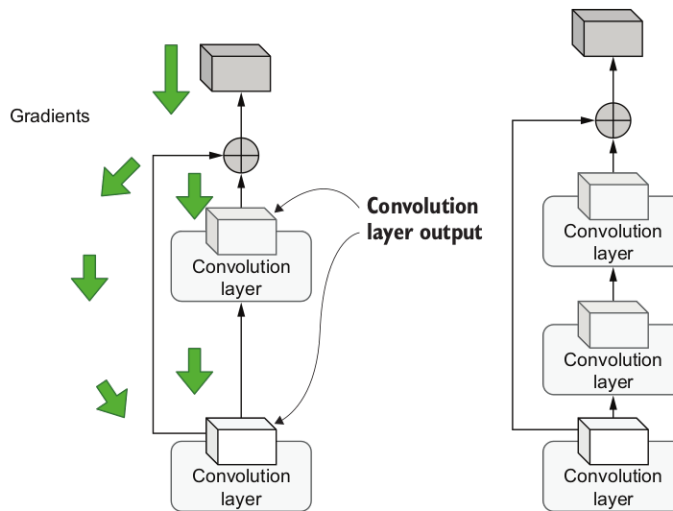 Gradients
Convolution
layer output
Convolution
layer
Convolution
layer
Convolution
layer
Convolution
layer
Convolution
layer